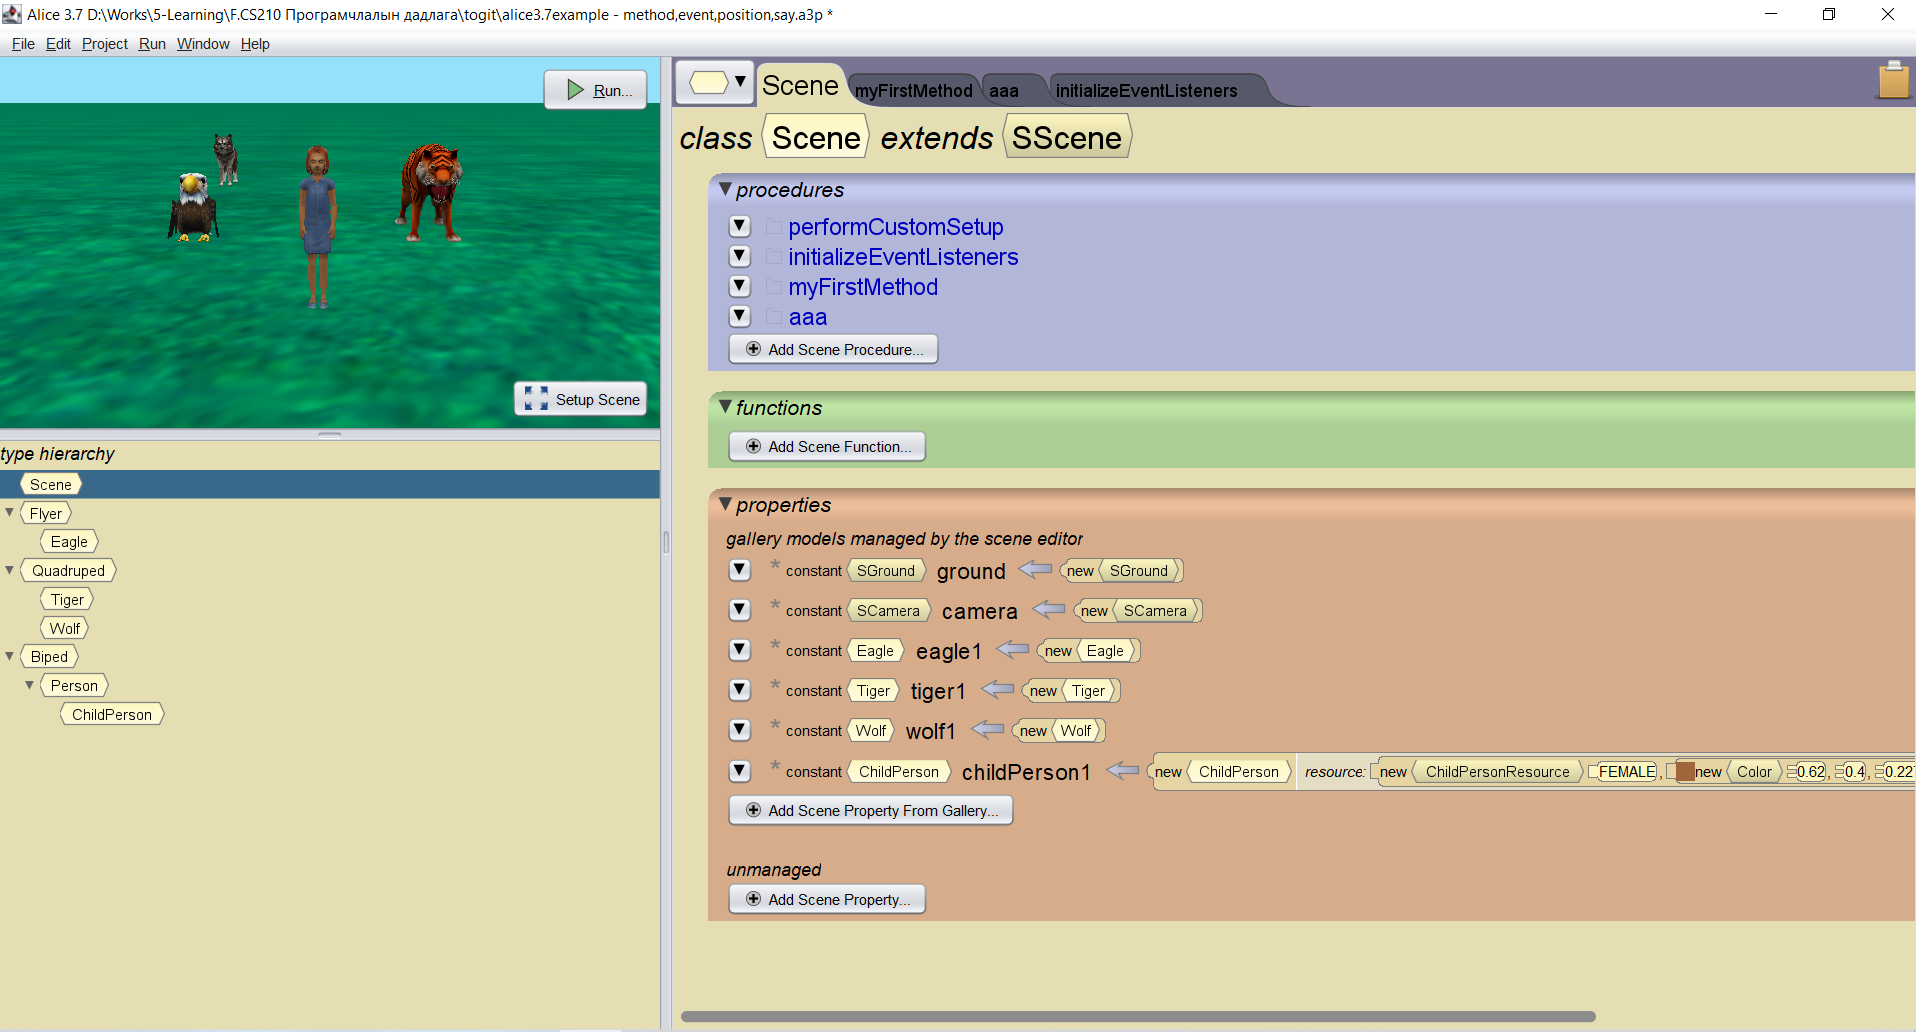 Alice 3.7 D:\Works\5-Learning\F.CS210 Програмчлалын дадлага\togit\alice3.7example - method,event,position,say.a3p *
File Edit Project Run Window Help
Run...
Setup Scene
type hierarchy
Scene
Flyer
Eagle
Quadruped
Tiger
Wolf
Biped
Person
ChildPerson
Scene myFirstMethod aaa initializeEventListeners
class Scene extends SScene
procedures
performCustomSetup
initializeEventListeners
myFirstMethod
aaa
Add Scene Procedure...
functions
Add Scene Function...
properties
gallery models managed by the scene editor
* constant SGround ground new SGround
* constant SCamera camera new SCamera
* constant Eagle eagle1 new Eagle
* constant Tiger tiger1 new Tiger
* constant Wolf wolf1 new Wolf
* constant ChildPerson childPerson1 new ChildPerson resource: new ChildPersonResource FEMALE, new Color 0.62, 0.4, 0.227
Add Scene Property From Gallery...
unmanaged
Add Scene Property...